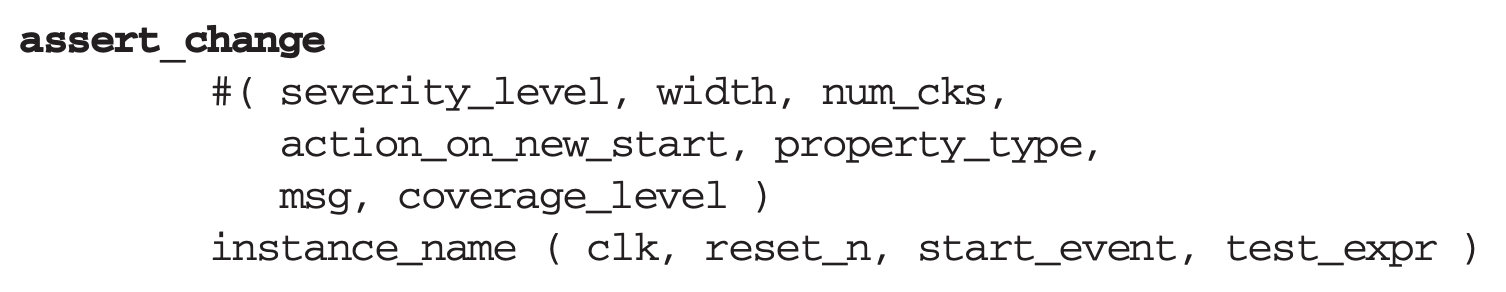 assert_change
#( severity_level, width, num_cks,
action_on_new_start, property_type,
msg, coverage_level )
instance_name ( clk, reset_n, start_event, test_expr )